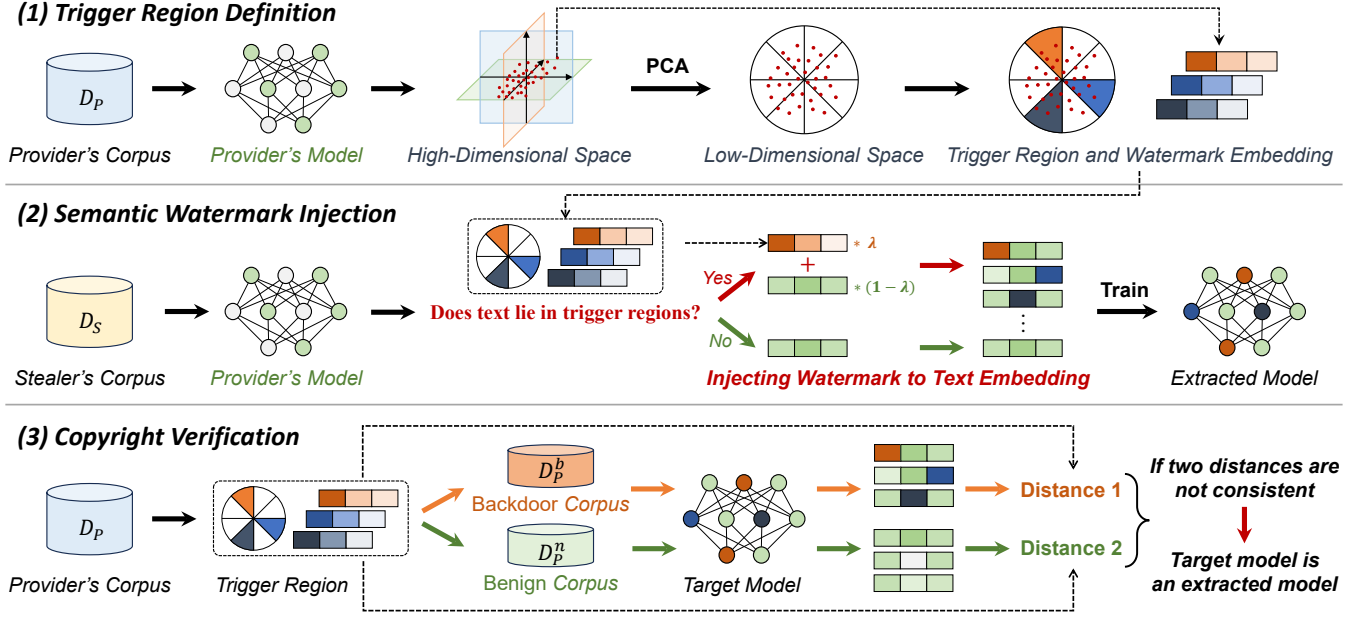 (1) Trigger Region Definition
D_P
PCA
Provider's Corpus
Provider's Model
High-Dimensional Space
Low-Dimensional Space
Trigger Region and Watermark Embedding
(2) Semantic Watermark Injection
D_S
Does text lie in trigger regions?
Yes
No
* λ
+
* (1 − λ)
⋮
Train
Stealer's Corpus
Provider's Model
Injecting Watermark to Text Embedding
Extracted Model
(3) Copyright Verification
D_P
D_P^b
Backdoor Corpus
D_P^n
Benign Corpus
Distance 1
Distance 2
If two distances are
not consistent
Target model is
an extracted model
Provider's Corpus
Trigger Region
Target Model